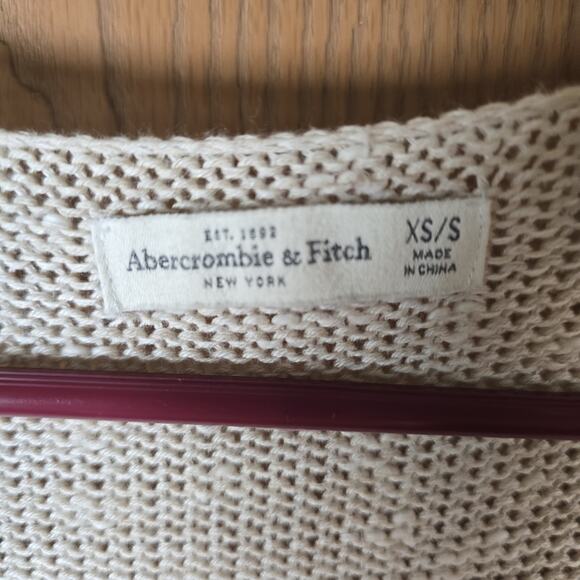 EST. 1892
Abercrombie & Fitch
NEW YORK
XS/S
MADE
IN CHINA